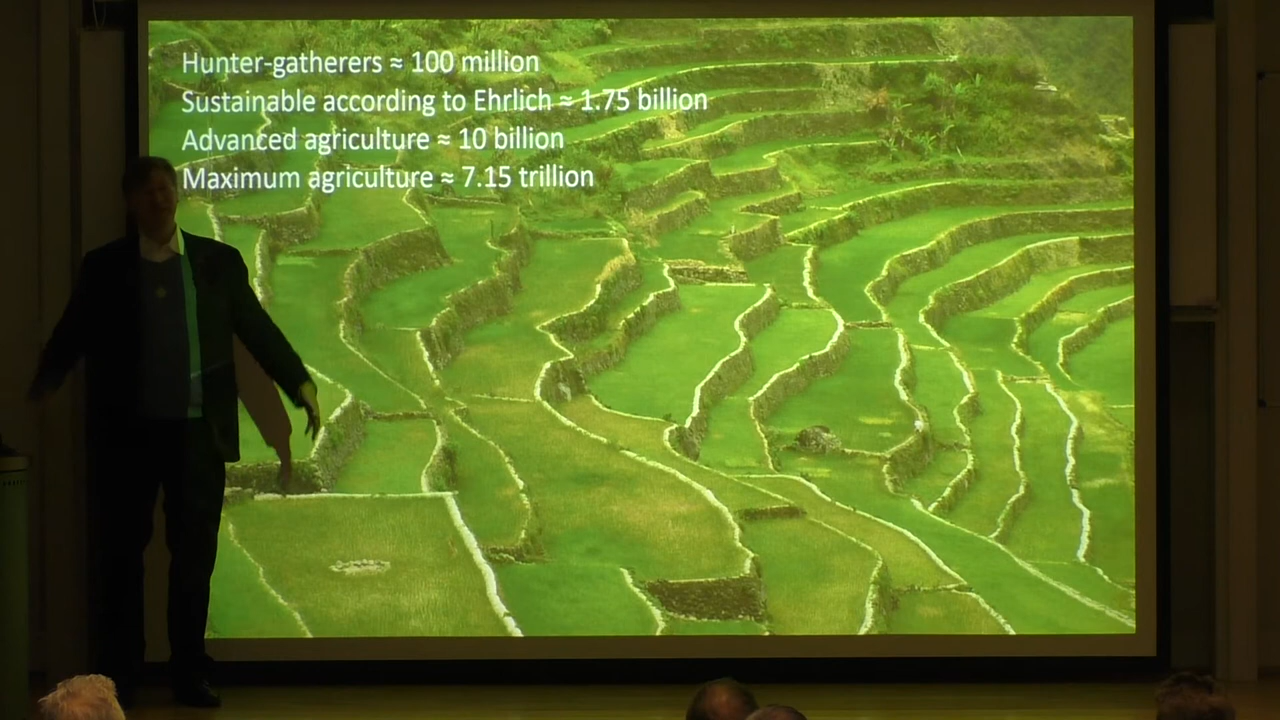 Hunter-gatherers ≈ 100 million
Sustainable according to Ehrlich ≈ 1.75 billion
Advanced agriculture ≈ 10 billion
Maximum agriculture ≈ 7.15 trillion